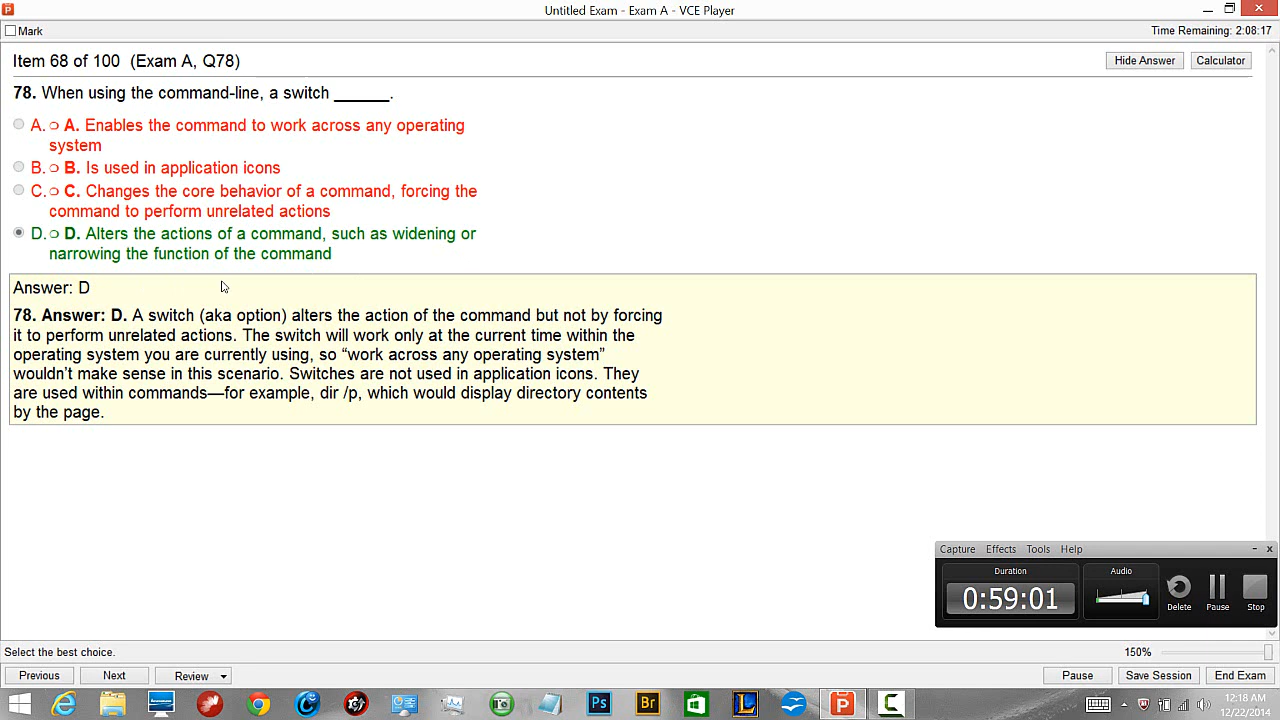 Untitled Exam - Exam A - VCE Player
Mark
Time Remaining: 2:08:17
Item 68 of 100 (Exam A, Q78)
Hide Answer
Calculator
78. When using the command-line, a switch ______.
A. A. Enables the command to work across any operating
system
B. B. Is used in application icons
C. C. Changes the core behavior of a command, forcing the
command to perform unrelated actions
D. D. Alters the actions of a command, such as widening or
narrowing the function of the command
Answer: D
78. Answer: D. A switch (aka option) alters the action of the command but not by forcing
it to perform unrelated actions. The switch will work only at the current time within the
operating system you are currently using, so “work across any operating system”
wouldn’t make sense in this scenario. Switches are not used in application icons. They
are used within commands—for example, dir /p, which would display directory contents
by the page.
Capture Effects Tools Help
Duration
Audio
0:59:01
Delete Pause Stop
Select the best choice.
150%
Previous Next Review
Pause Save Session End Exam
Ps
Br
12:18 AM
12/22/2014